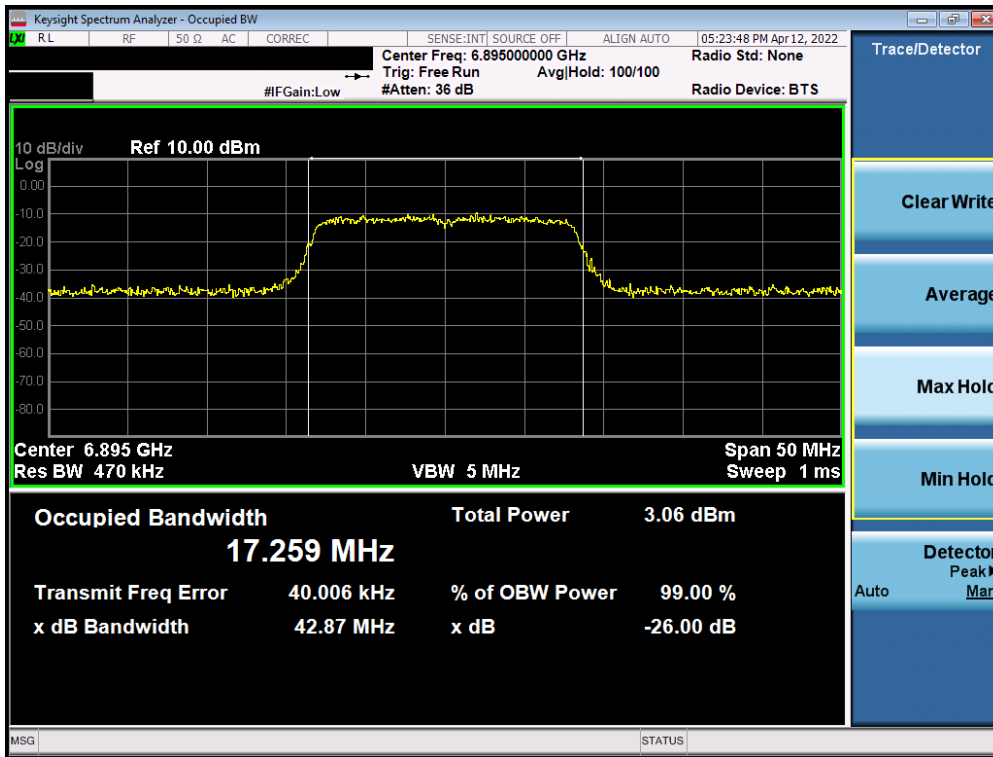 Keysight Spectrum Analyzer - Occupied BW
LXI RL RF 50 Ω AC CORREC SENSE:INT SOURCE OFF ALIGN AUTO 05:23:48 PM Apr 12, 2022
Center Freq: 6.895000000 GHz Radio Std: None
Trig: Free Run Avg|Hold: 100/100
#IFGain:Low #Atten: 36 dB Radio Device: BTS
10 dB/div Ref 10.00 dBm
Log
0.00
-10.0
-20.0
-30.0
-40.0
-50.0
-60.0
-70.0
-80.0
Center 6.895 GHz Span 50 MHz
Res BW 470 kHz VBW 5 MHz Sweep 1 ms
Occupied Bandwidth Total Power 3.06 dBm
17.259 MHz
Transmit Freq Error 40.006 kHz % of OBW Power 99.00 %
x dB Bandwidth 42.87 MHz x dB -26.00 dB
MSG STATUS
Trace/Detector
Clear Write
Average
Max Hold
Min Hold
Detector
Peak
Auto Man